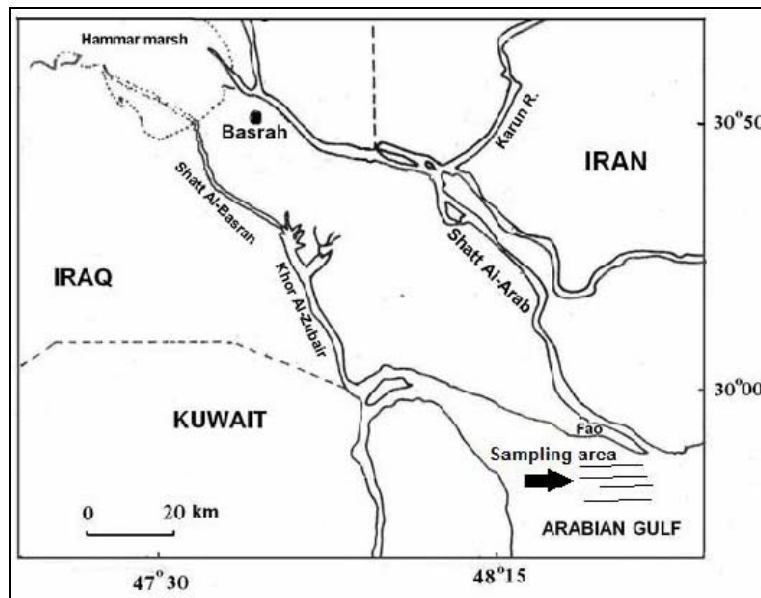 Hammar marsh
Basrah
Karun R.
30°50
IRAN
Shatt Al-Basrah
Shatt Al-Arab
IRAQ
Khor Al-Zubair
30°00
KUWAIT
Fao
Sampling area
0 20 km
ARABIAN GULF
47°30
48°15